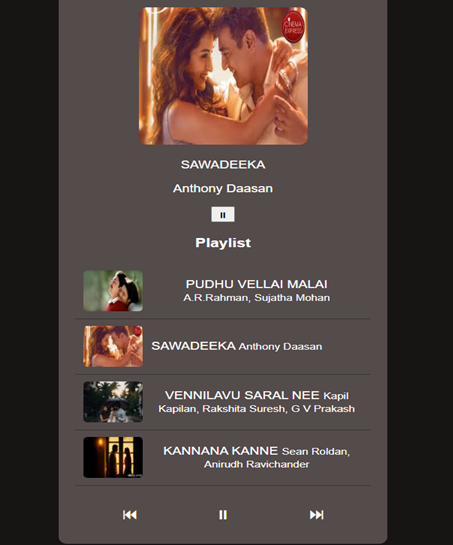 CINEMA
EXPRESS
SAWADEEKA
Anthony Daasan
Playlist
PUDHU VELLAI MALAI
A.R.Rahman, Sujatha Mohan
SAWADEEKA Anthony Daasan
VENNILAVU SARAL NEE Kapil
Kapilan, Rakshita Suresh, G V Prakash
KANNANA KANNE Sean Roldan,
Anirudh Ravichander